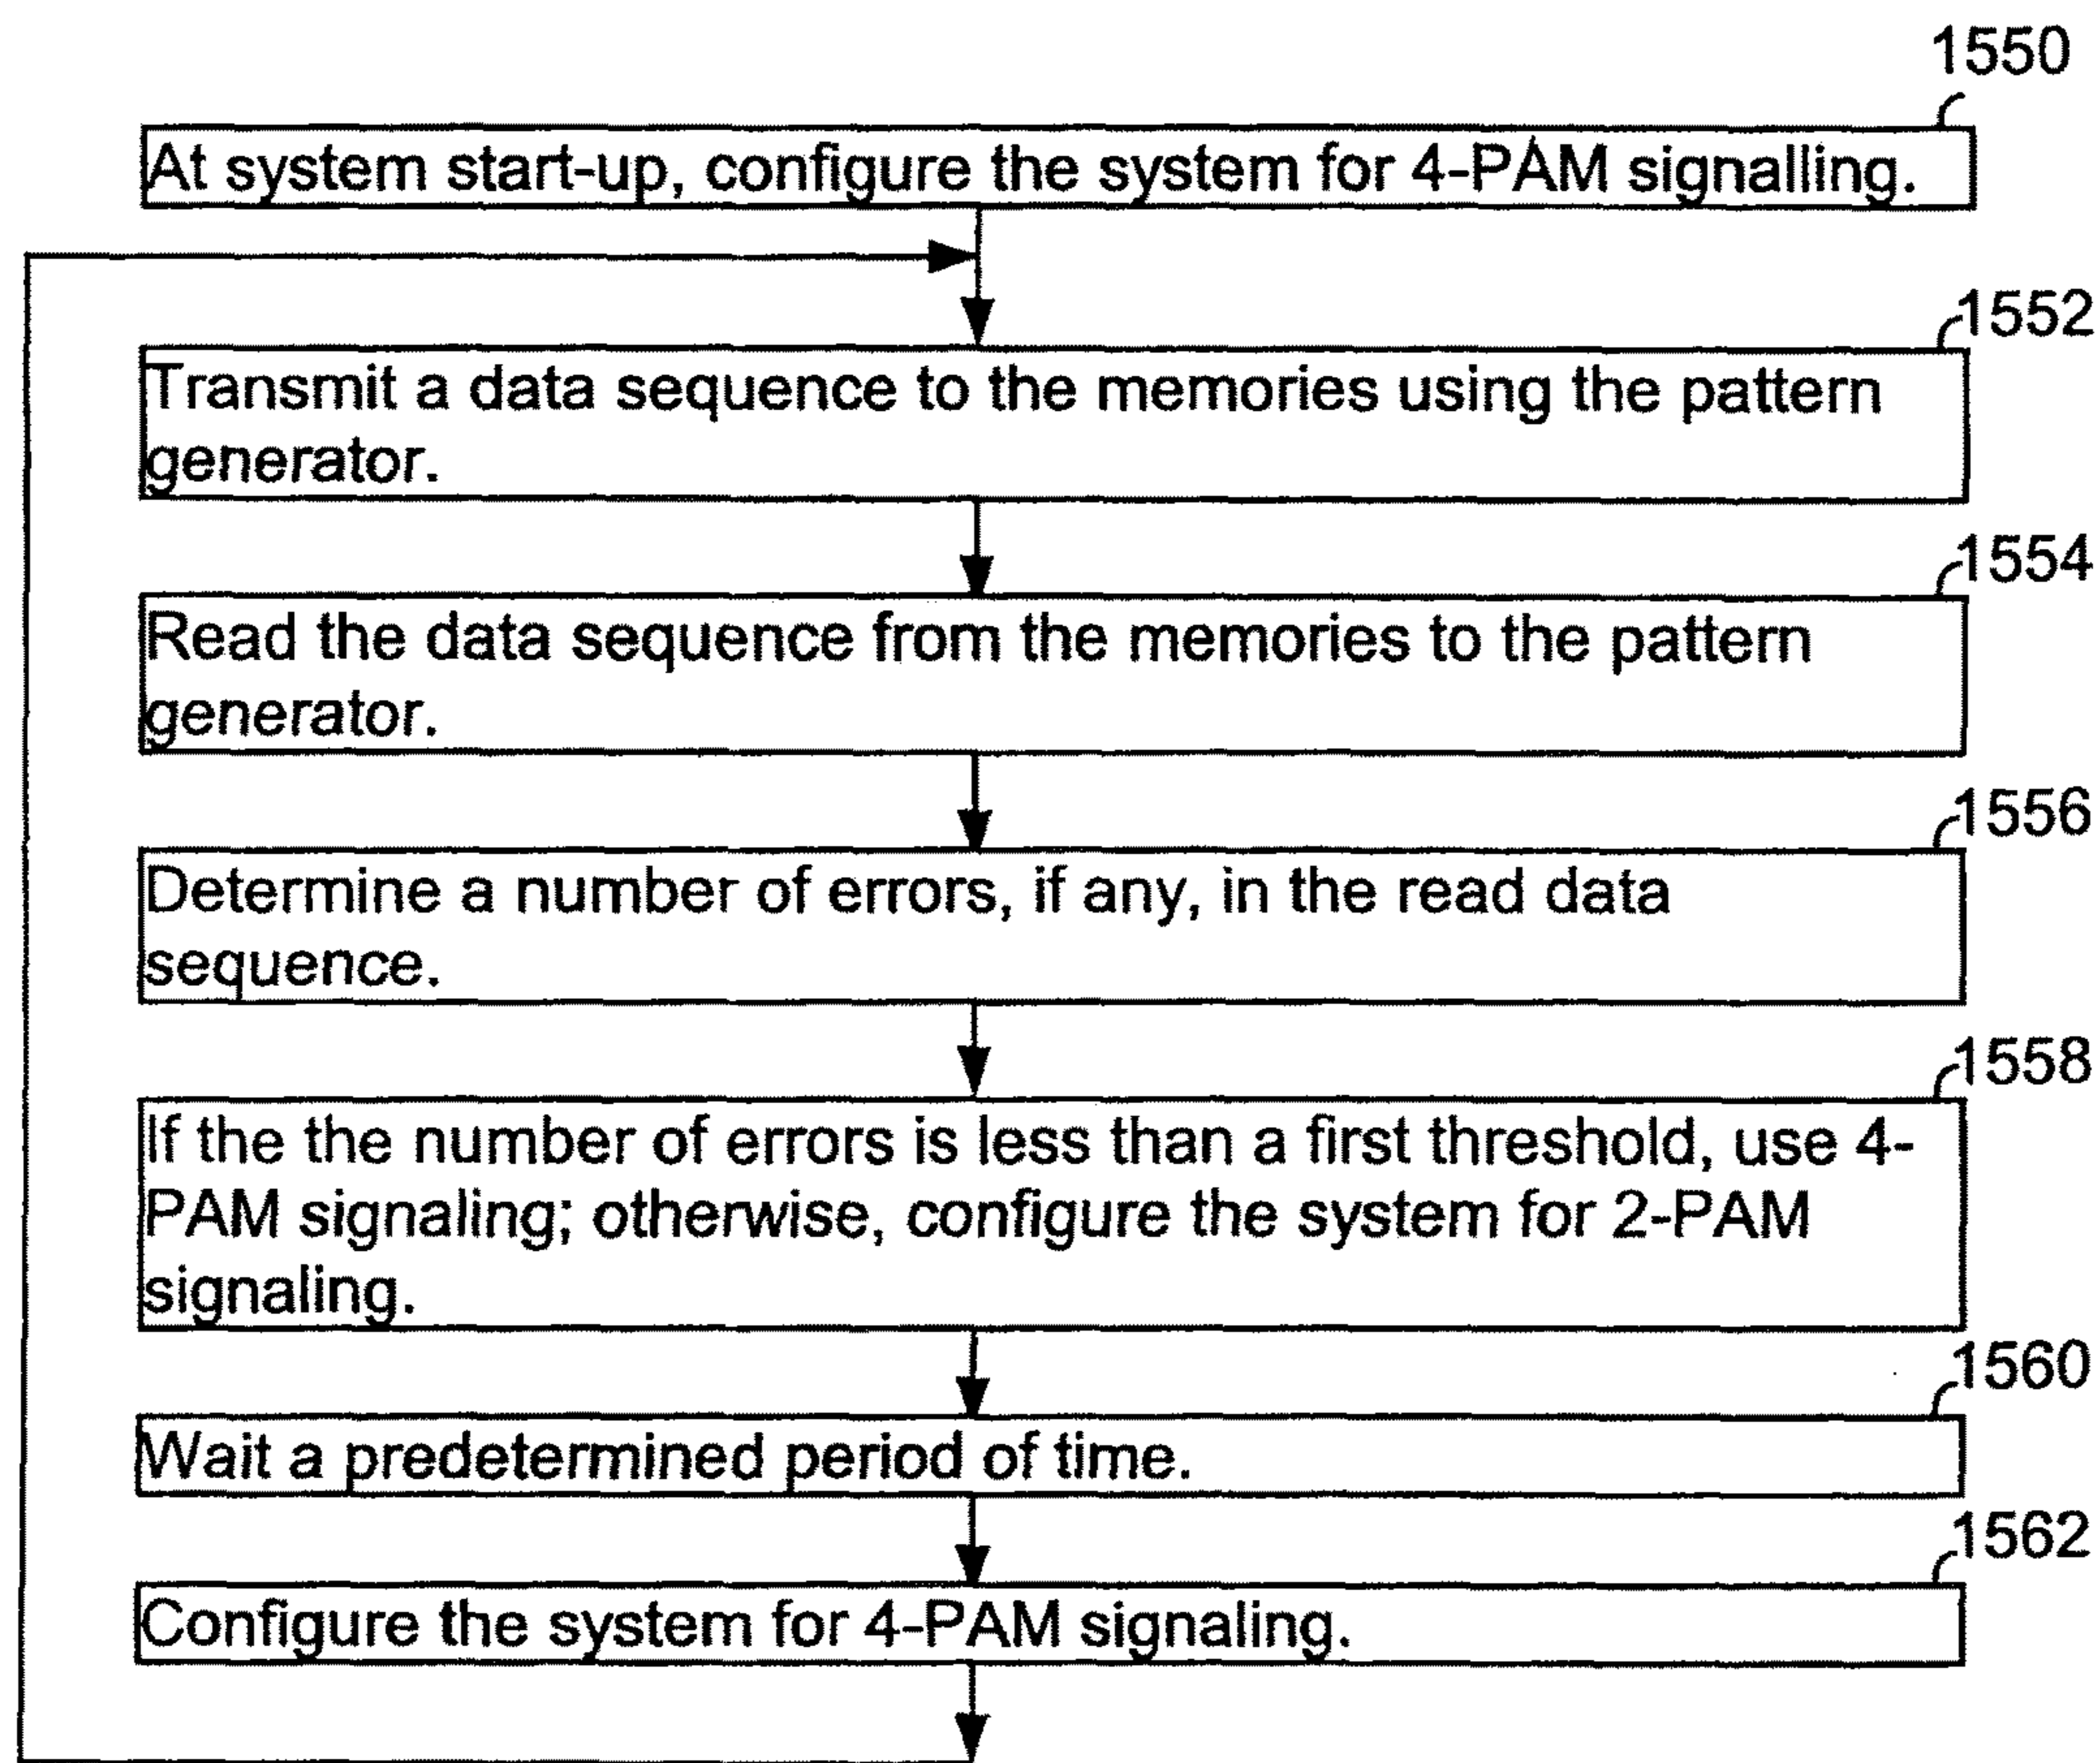 1550
At system start-up, configure the system for 4-PAM signalling.
1552
Transmit a data sequence to the memories using the pattern
generator.
1554
Read the data sequence from the memories to the pattern
generator.
1556
Determine a number of errors, if any, in the read data
sequence.
1558
If the the number of errors is less than a first threshold, use 4-
PAM signaling; otherwise, configure the system for 2-PAM
signaling.
1560
Wait a predetermined period of time.
1562
Configure the system for 4-PAM signaling.